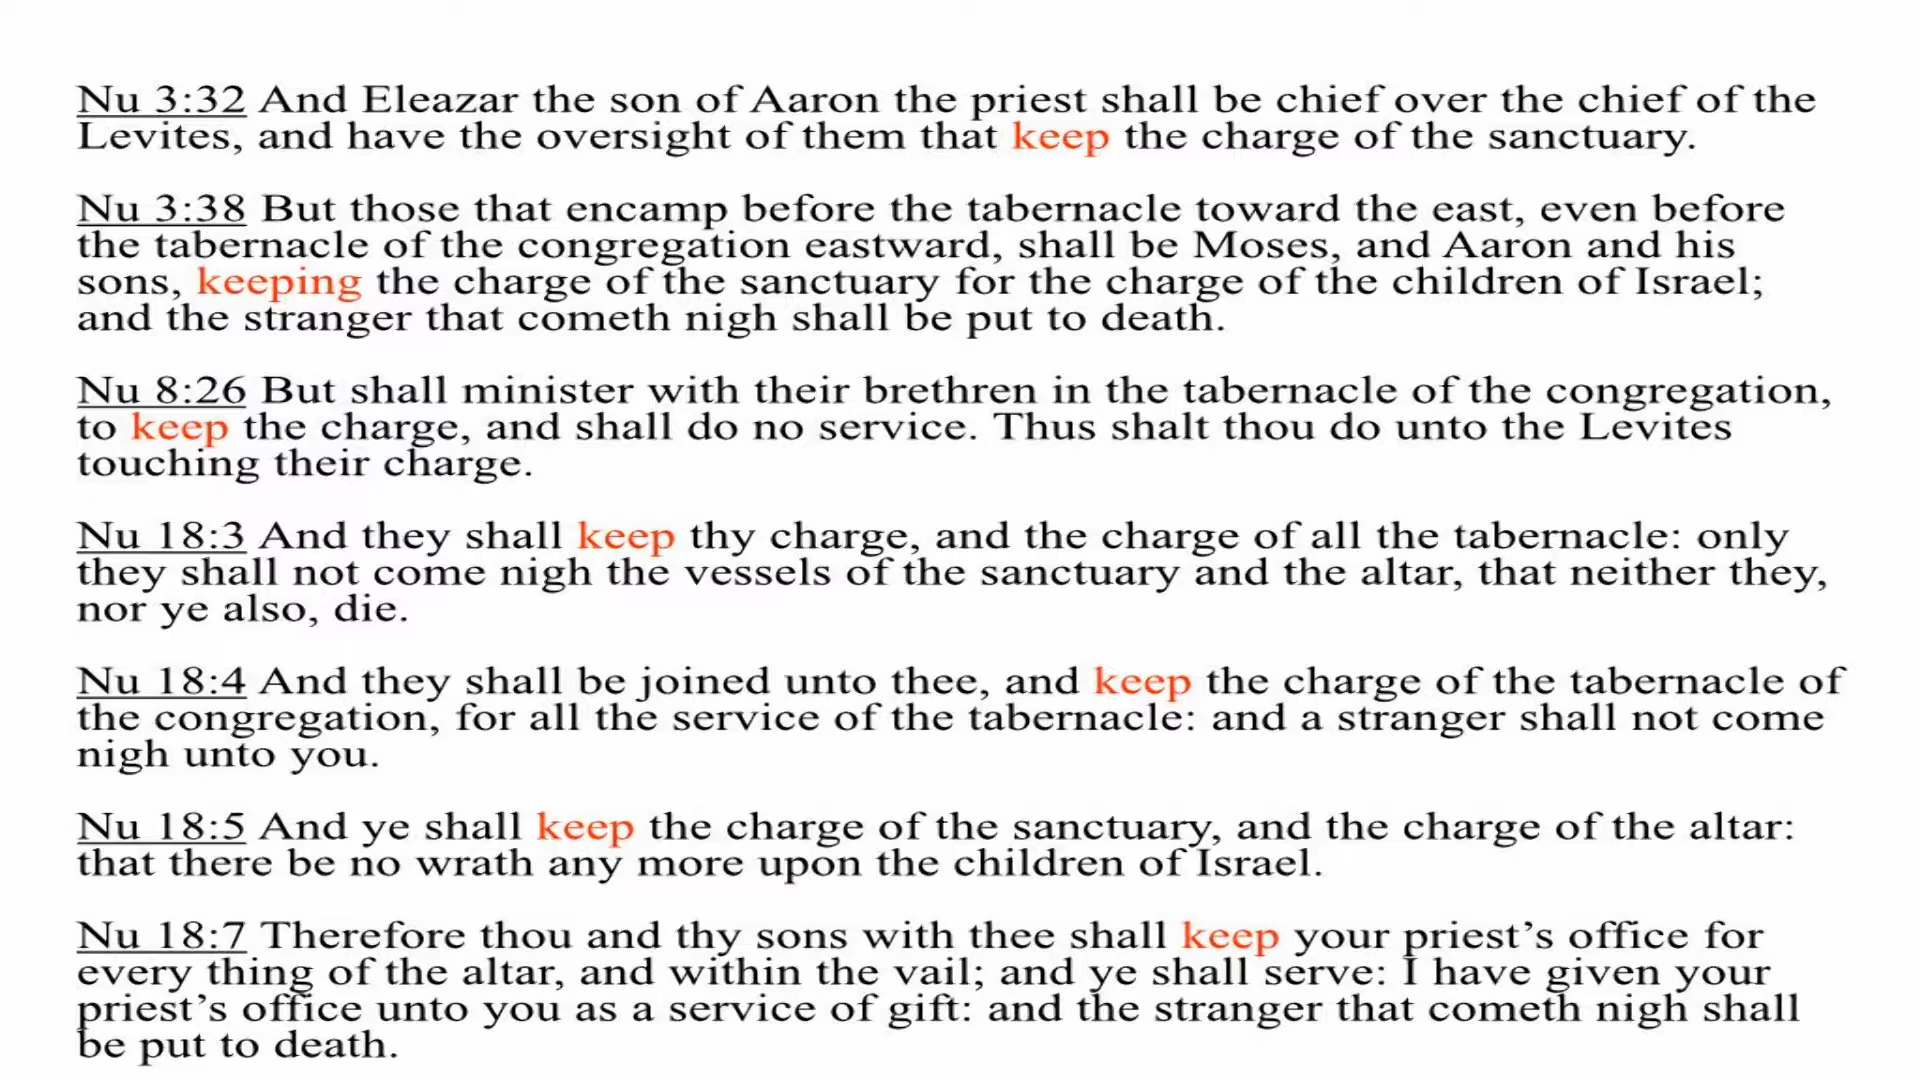 Nu 3:32 And Eleazar the son of Aaron the priest shall be chief over the chief of the
Levites, and have the oversight of them that keep the charge of the sanctuary.
Nu 3:38 But those that encamp before the tabernacle toward the east, even before
the tabernacle of the congregation eastward, shall be Moses, and Aaron and his
sons, keeping the charge of the sanctuary for the charge of the children of Israel;
and the stranger that cometh nigh shall be put to death.
Nu 8:26 But shall minister with their brethren in the tabernacle of the congregation,
to keep the charge, and shall do no service. Thus shalt thou do unto the Levites
touching their charge.
Nu 18:3 And they shall keep thy charge, and the charge of all the tabernacle: only
they shall not come nigh the vessels of the sanctuary and the altar, that neither they,
nor ye also, die.
Nu 18:4 And they shall be joined unto thee, and keep the charge of the tabernacle of
the congregation, for all the service of the tabernacle: and a stranger shall not come
nigh unto you.
Nu 18:5 And ye shall keep the charge of the sanctuary, and the charge of the altar:
that there be no wrath any more upon the children of Israel.
Nu 18:7 Therefore thou and thy sons with thee shall keep your priest’s office for
every thing of the altar, and within the vail; and ye shall serve: I have given your
priest’s office unto you as a service of gift: and the stranger that cometh nigh shall
be put to death.